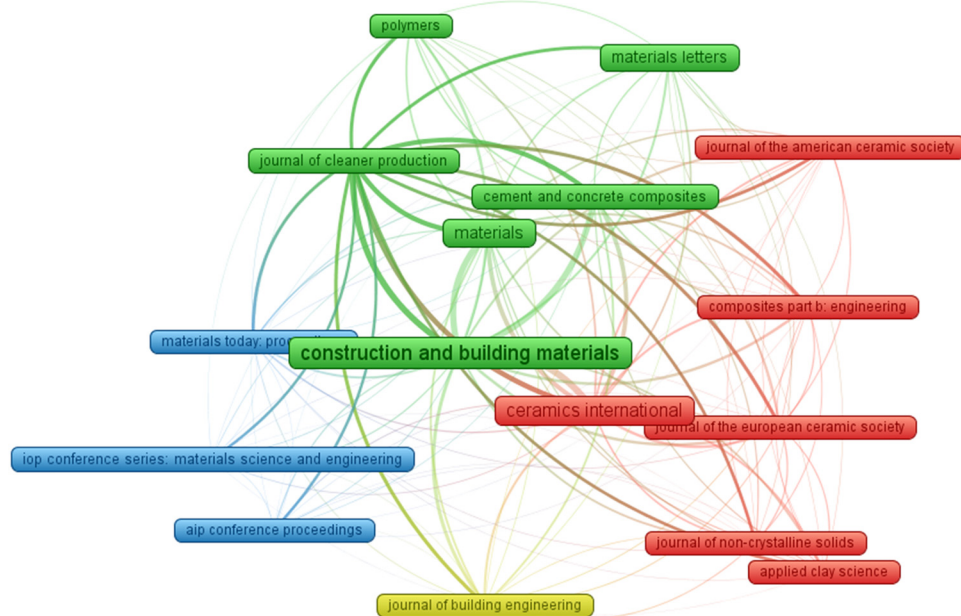 polymers
materials letters
journal of the american ceramic society
journal of cleaner production
cement and concrete composites
materials
composites part b: engineering
materials today:
construction and building materials
ceramics international
journal of the european ceramic society
iop conference series: materials science and engineering
aip conference proceedings
journal of non-crystalline solids
applied clay science
journal of building engineering